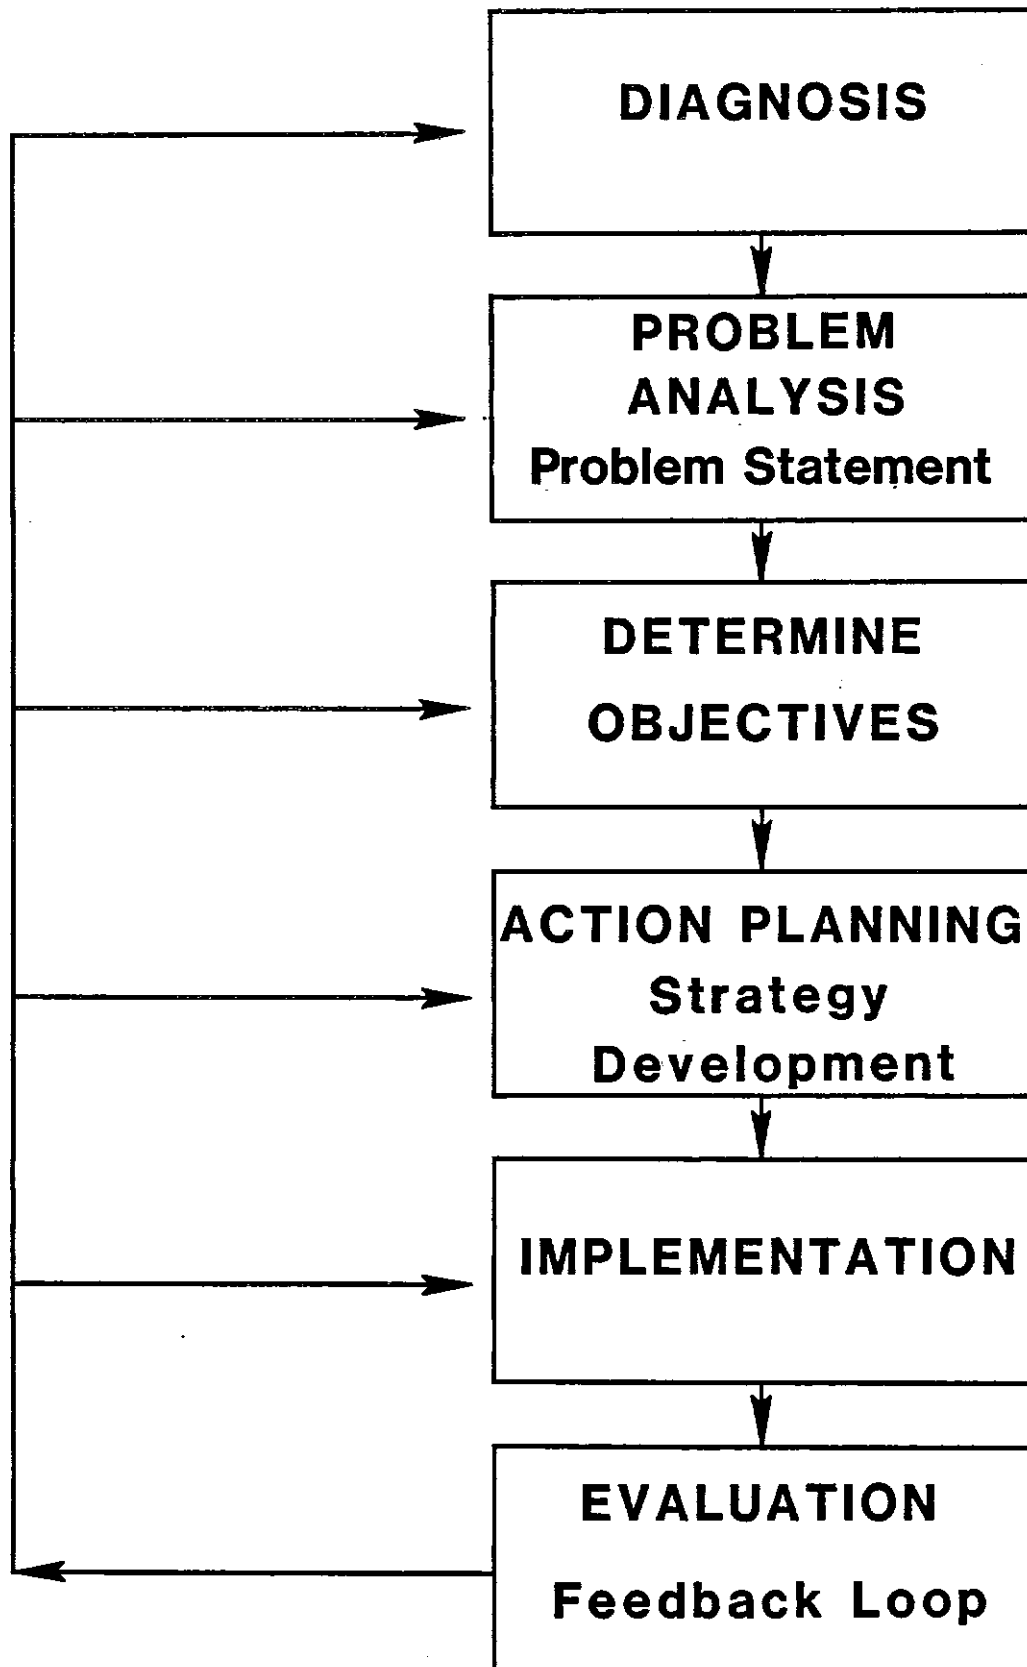 DIAGNOSIS
PROBLEM
ANALYSIS
Problem Statement
DETERMINE
OBJECTIVES
ACTION PLANNING
Strategy
Development
IMPLEMENTATION
EVALUATION
Feedback Loop